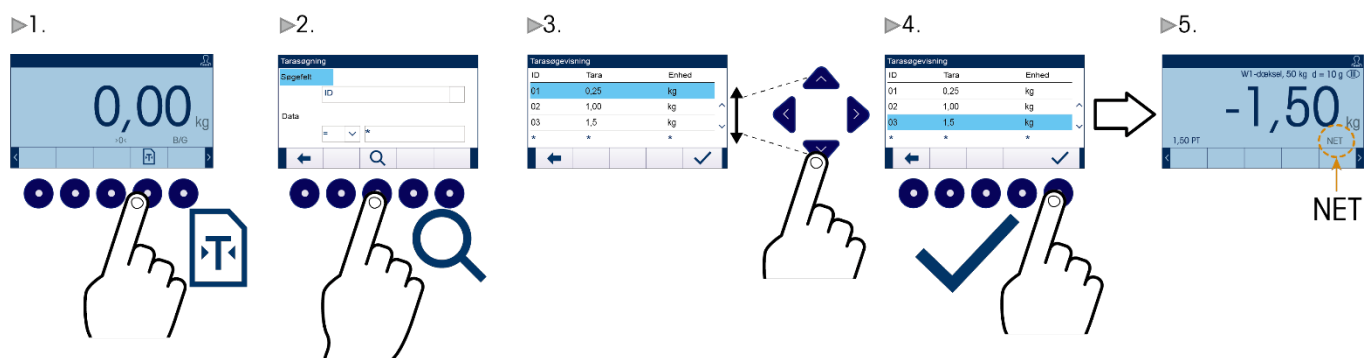 1.
0,00 kg
>0<
B/G
T
2.
Tarasøgning
Søgefelt
ID
Data
= *
3.
Tarasøgevisning
ID Tara Enhed
01 0,25 kg
02 1,00 kg
03 1,5 kg
* * *
4.
Tarasøgevisning
ID Tara Enhed
01 0,25 kg
02 1,00 kg
03 1,5 kg
* * *
T
5.
W1-dæksel, 50 kg d = 10 g
-1,50 kg
1,50 PT
NET
NET